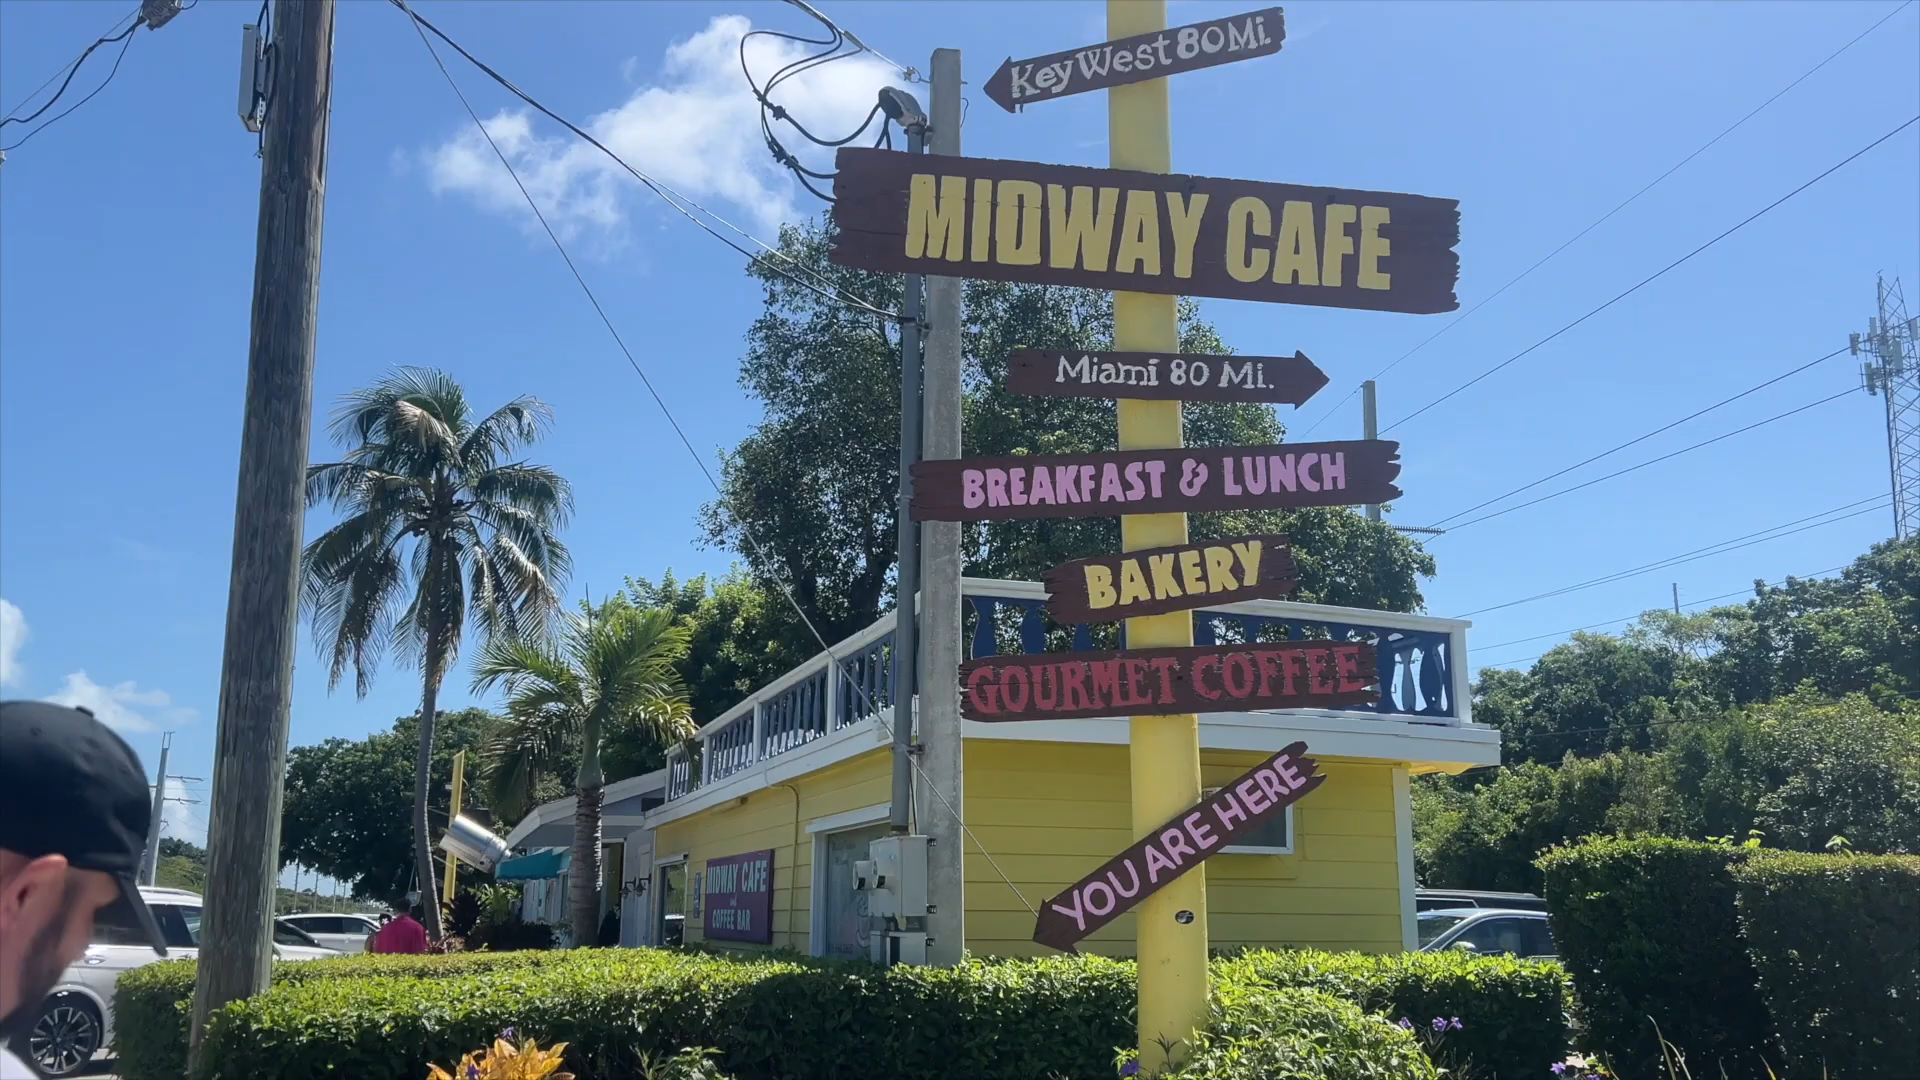 Key West 80 Mi.
MIDWAY CAFE
Miami 80 Mi.
BREAKFAST & LUNCH
BAKERY
GOURMET COFFEE
YOU ARE HERE
MIDWAY CAFE
and
COFFEE BAR